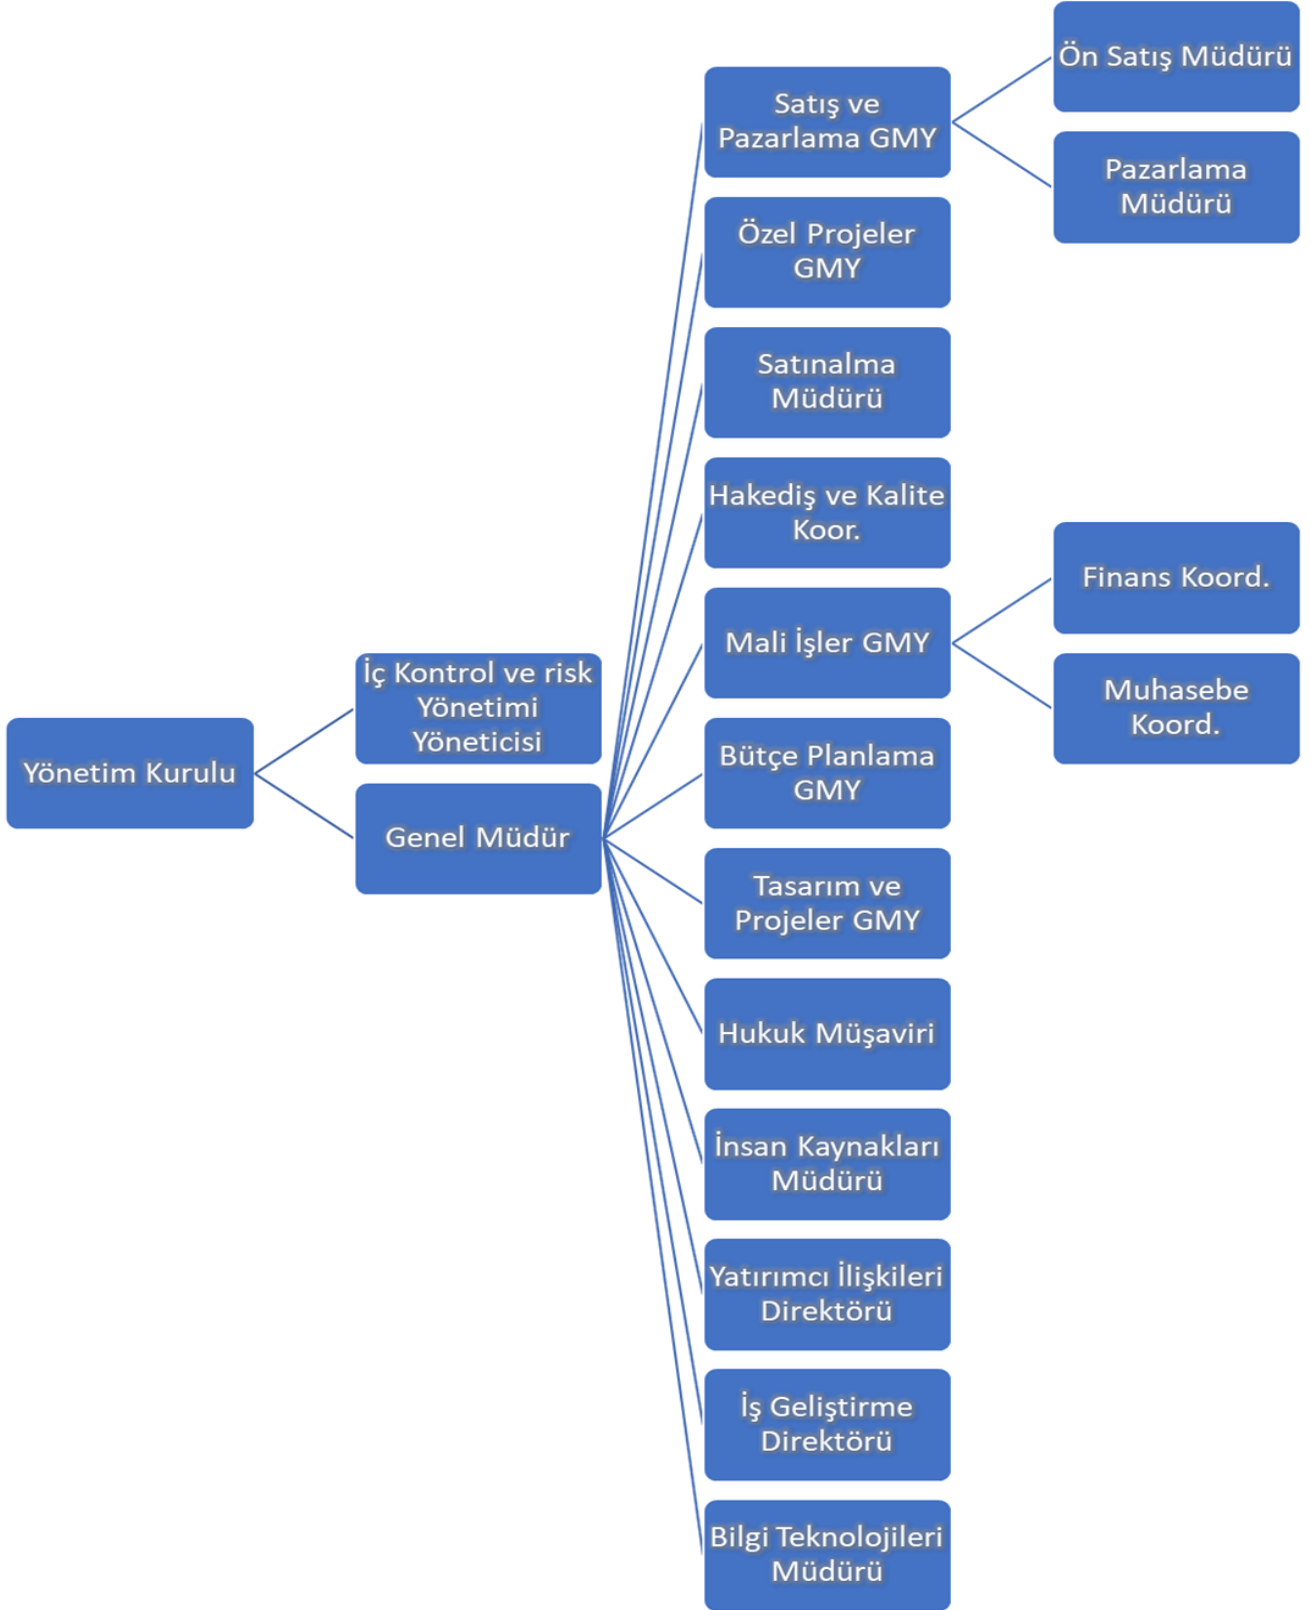 Yönetim Kurulu
İç Kontrol ve risk
Yönetimi
Yöneticisi
Genel Müdür
Satış ve
Pazarlama GMY
Ön Satış Müdürü
Pazarlama
Müdürü
Özel Projeler
GMY
Satınalma
Müdürü
Hakediş ve Kalite
Koor.
Mali İşler GMY
Finans Koord.
Muhasebe
Koord.
Bütçe Planlama
GMY
Tasarım ve
Projeler GMY
Hukuk Müşaviri
İnsan Kaynakları
Müdürü
Yatırımcı İlişkileri
Direktörü
İş Geliştirme
Direktörü
Bilgi Teknolojileri
Müdürü